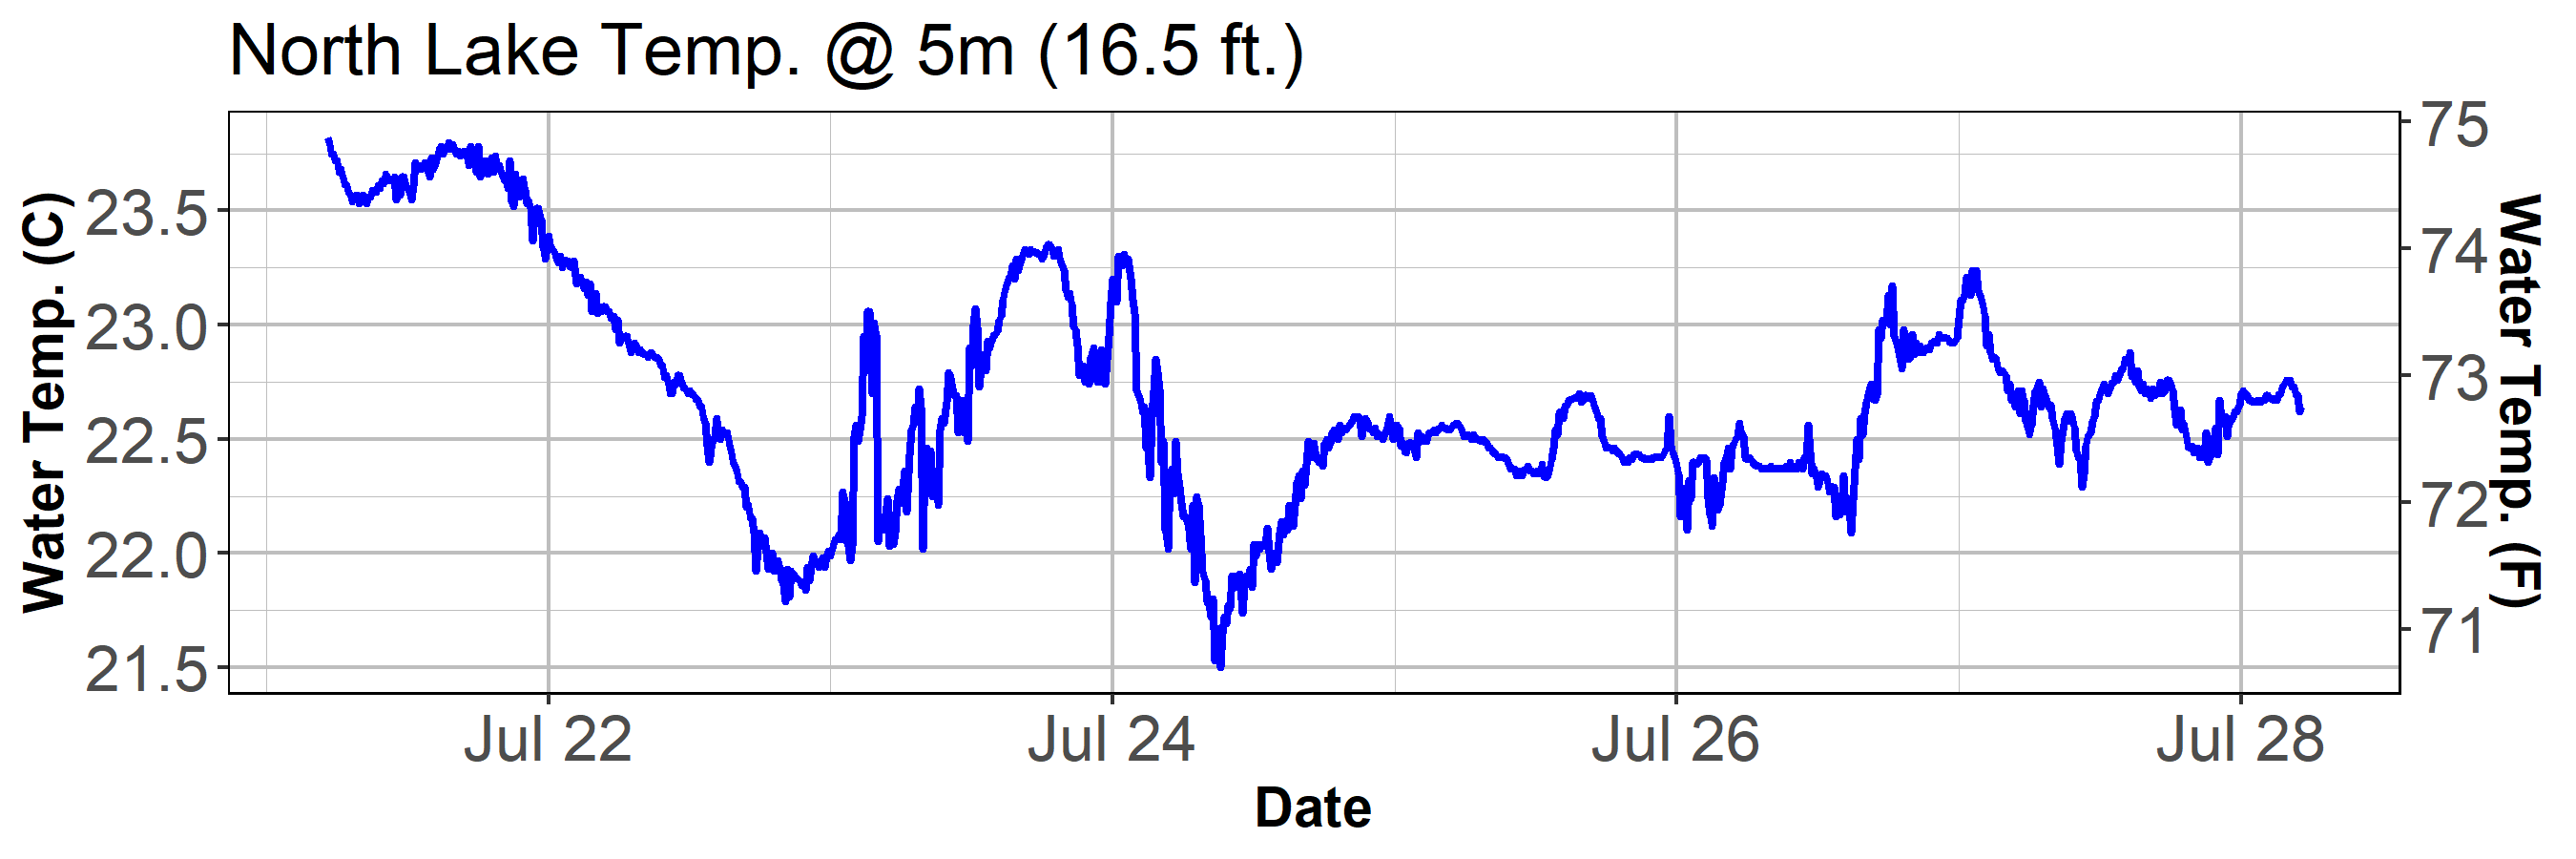 North Lake Temp. @ 5m (16.5 ft.)
Water Temp. (C)
23.5
23.0
22.5
22.0
21.5
75
74
73
72
71
Water Temp. (F)
Jul 22
Jul 24
Jul 26
Jul 28
Date